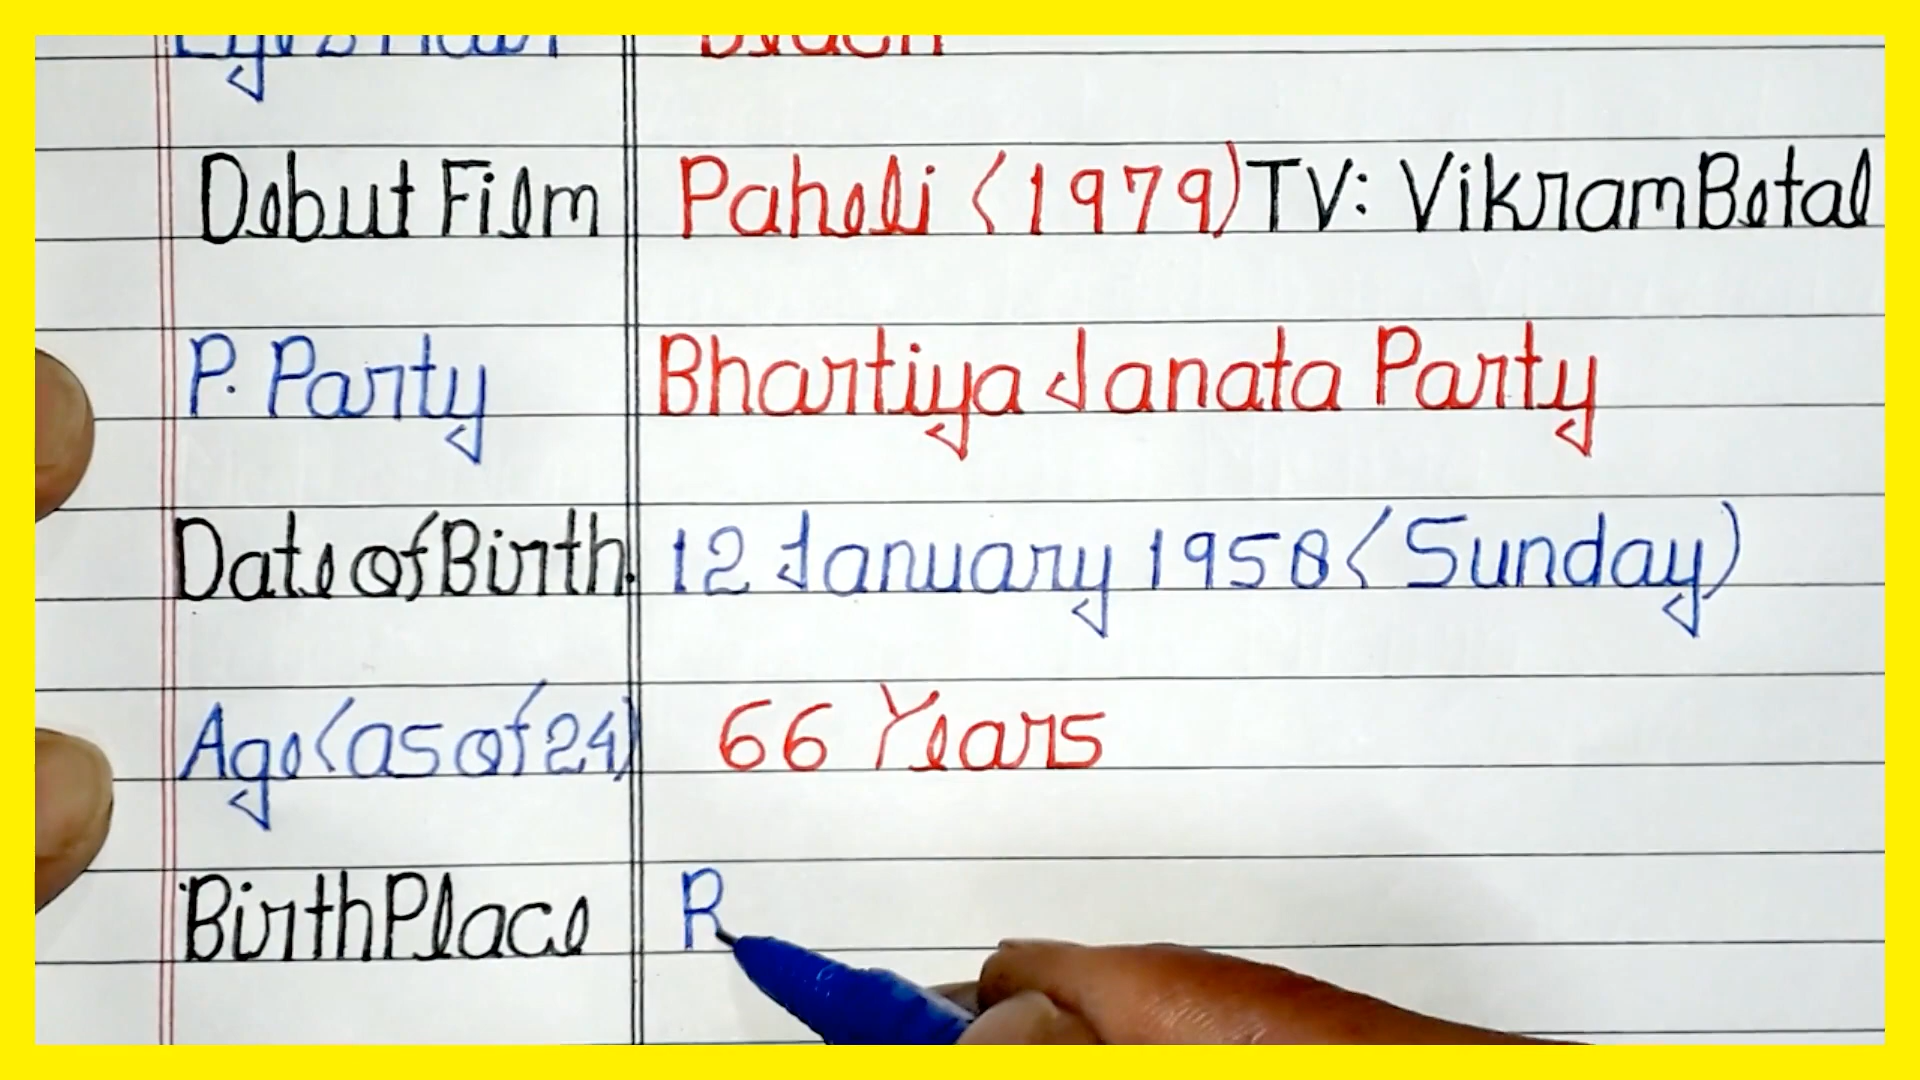 Debut Film Paheli (1979) TV: Vikram Betal
P. Party Bhartiya Janata Party
Date of Birth 12 January 1958 (Sunday)
Age (as of 24) 66 Years
Birth Place R